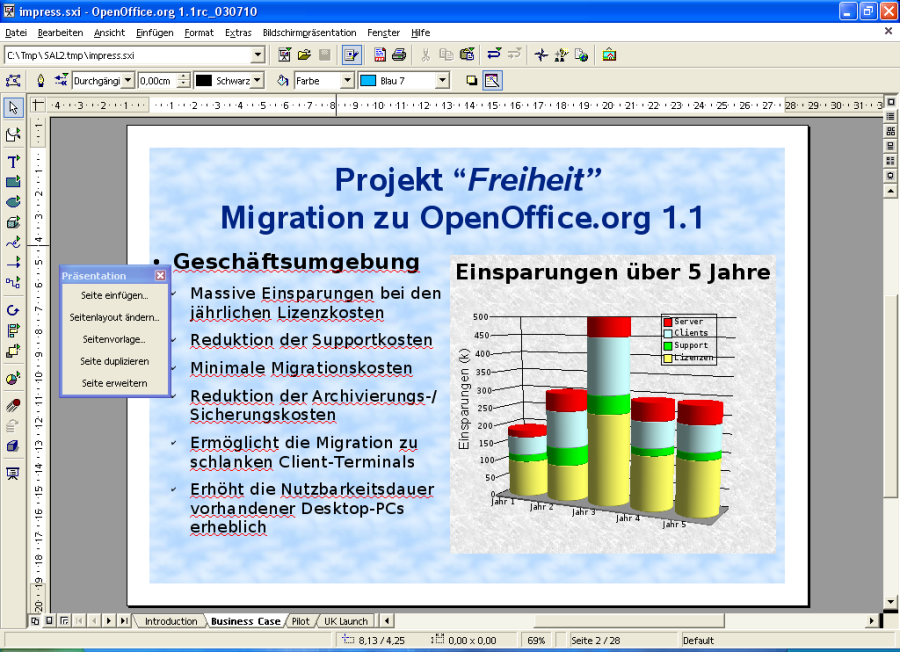 impress.sxi - OpenOffice.org 1.1rc_030710
Datei Bearbeiten Ansicht Einfügen Format Extras Bildschirmpräsentation Fenster Hilfe
C:\Tmp\SAL2.tmp\impress.sxi
Durchgängi 0,00cm Schwarz Farbe Blau 7
Projekt “Freiheit”
Migration zu OpenOffice.org 1.1
• Geschäftsumgebung
Massive Einsparungen bei den
jährlichen Lizenzkosten
Reduktion der Supportkosten
Minimale Migrationskosten
Reduktion der Archivierungs-/
Sicherungskosten
Ermöglicht die Migration zu
schlanken Client-Terminals
Erhöht die Nutzbarkeitsdauer
vorhandener Desktop-PCs
erheblich
Präsentation
Seite einfügen...
Seitenlayout ändern...
Seitenvorlage...
Seite duplizieren
Seite erweitern
Einsparungen über 5 Jahre
Einsparungen (k)
500
450
400
350
300
250
200
150
100
50
0
Server
Clients
Support
Lizenzen
Jahr 1
Jahr 2
Jahr 3
Jahr 4
Jahr 5
Introduction Business Case Pilot UK Launch
8,13 / 4,25 0,00 x 0,00 69% Seite 2 / 28 Default